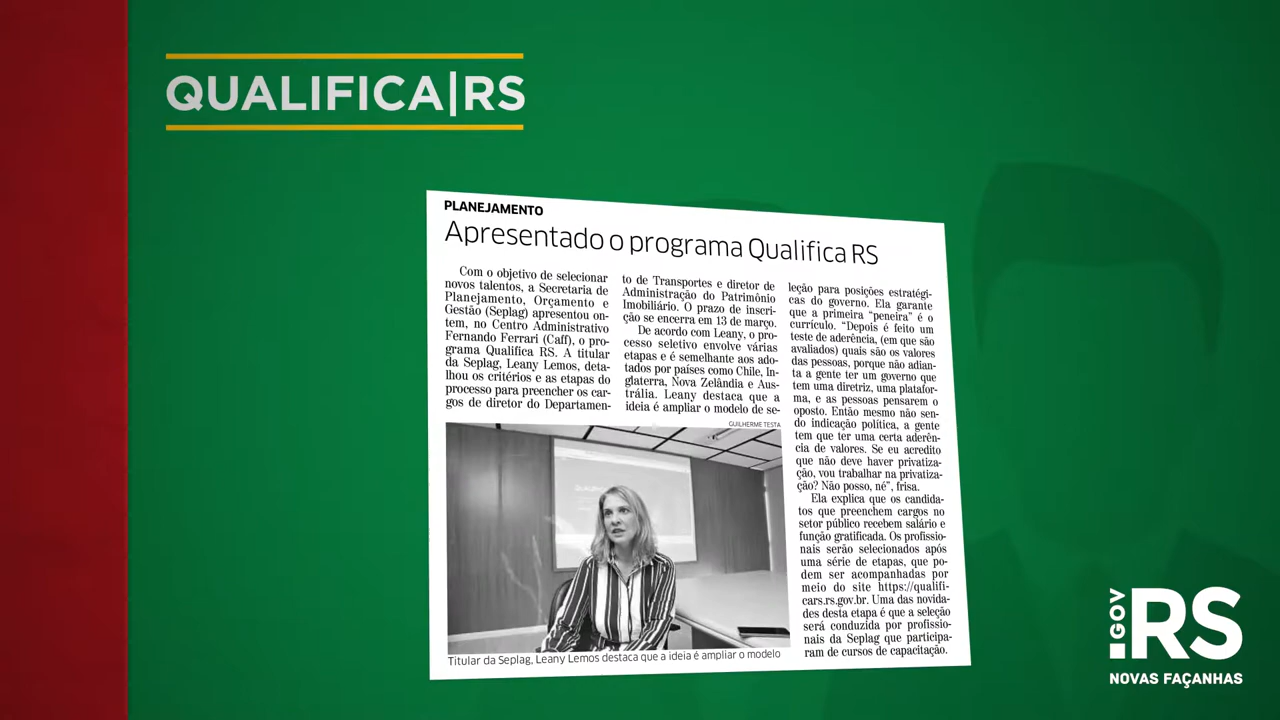 QUALIFICA|RS
PLANEJAMENTO
Apresentado o programa Qualifica RS
Com o objetivo de selecionar
novos talentos, a Secretaria de
Planejamento, Orçamento e
Gestão (Seplag) apresentou on-
tem, no Centro Administrativo
Fernando Ferrari (Caff), o pro-
grama Qualifica RS. A titular
da Seplag, Leany Lemos, deta-
lhou os critérios e as etapas do
processo para preencher os car-
gos de diretor do Departamen-
to de Transportes e diretor de
Administração do Patrimônio
Imobiliário. O prazo de inscri-
ção se encerra em 13 de março.
De acordo com Leany, o pro-
cesso seletivo envolve várias
etapas e é semelhante aos ado-
tados por países como Chile, In-
glaterra, Nova Zelândia e Aus-
trália. Leany destaca que a
ideia é ampliar o modelo de se-
leção para posições estratégi-
cas do governo. Ela garante
que a primeira “peneira” é o
currículo. “Depois é feito um
teste de aderência, (em que são
avaliados) quais são os valores
das pessoas, porque não adian-
ta a gente ter um governo que
tem uma diretriz, uma platafor-
ma, e as pessoas pensarem o
oposto. Então mesmo não sen-
do indicação política, a gente
tem que ter uma certa aderên-
cia de valores. Se eu acredito
que não deve haver privatiza-
ção, vou trabalhar na privatiza-
ção? Não posso, né”, frisa.
Ela explica que os candida-
tos que preenchem cargos no
setor público recebem salário e
função gratificada. Os profissio-
nais serão selecionados após
uma série de etapas, que po-
dem ser acompanhadas por
meio do site https://qualifi-
cars.rs.gov.br. Uma das novida-
des desta etapa é que a seleção
será conduzida por profissio-
nais da Seplag que participa-
ram de cursos de capacitação.
GUILHERME TESTA
Titular da Seplag, Leany Lemos destaca que a ideia é ampliar o modelo
.GOV
RS
NOVAS FAÇANHAS